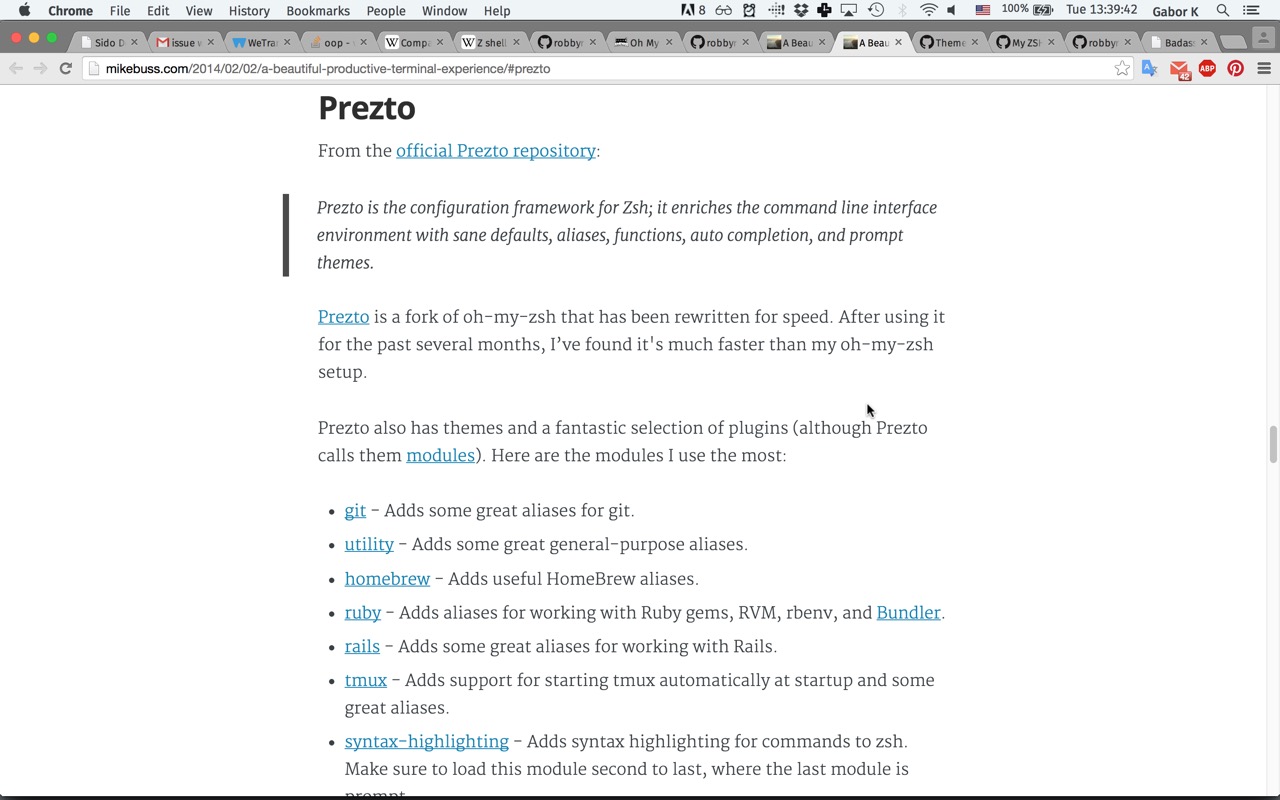 Chrome File Edit View History Bookmarks People Window Help 8 100% Tue 13:39:42 Gabor K
Sido D issue w WeTra oop - Compa Z shell robbyr Oh My robbyr A Beau A Beau Theme My ZS robbyr Badas
mikebuss.com/2014/02/02/a-beautiful-productive-terminal-experience/#prezto 42 ABP
Prezto
From the official Prezto repository:
Prezto is the configuration framework for Zsh; it enriches the command line interface
environment with sane defaults, aliases, functions, auto completion, and prompt
themes.
Prezto is a fork of oh-my-zsh that has been rewritten for speed. After using it
for the past several months, I’ve found it's much faster than my oh-my-zsh
setup.
Prezto also has themes and a fantastic selection of plugins (although Prezto
calls them modules). Here are the modules I use the most:
• git – Adds some great aliases for git.
• utility – Adds some great general-purpose aliases.
• homebrew – Adds useful HomeBrew aliases.
• ruby – Adds aliases for working with Ruby gems, RVM, rbenv, and Bundler.
• rails – Adds some great aliases for working with Rails.
• tmux – Adds support for starting tmux automatically at startup and some
great aliases.
• syntax-highlighting – Adds syntax highlighting for commands to zsh.
Make sure to load this module second to last, where the last module is
prompt.